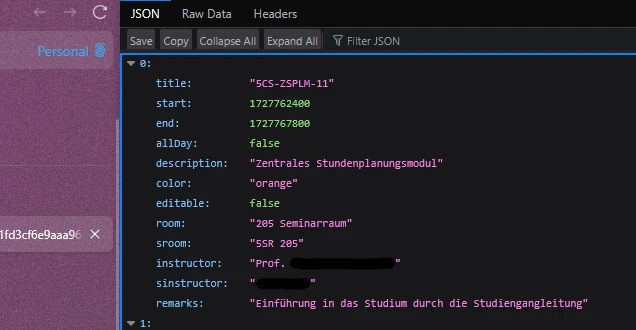 JSON Raw Data Headers
Personal
Save Copy Collapse All Expand All Filter JSON
0:
title: "5CS-ZSPLM-11"
start: 1727762400
end: 1727767800
allDay: false
description: "Zentrales Stundenplanungsmodul"
color: "orange"
editable: false
room: "205 Seminarraum"
sroom: "5SR 205"
1fd3cf6e9aaa96
instructor: "Prof. "
sinstructor: " "
remarks: "Einführung in das Studium durch die Studiengangleitung"
1: